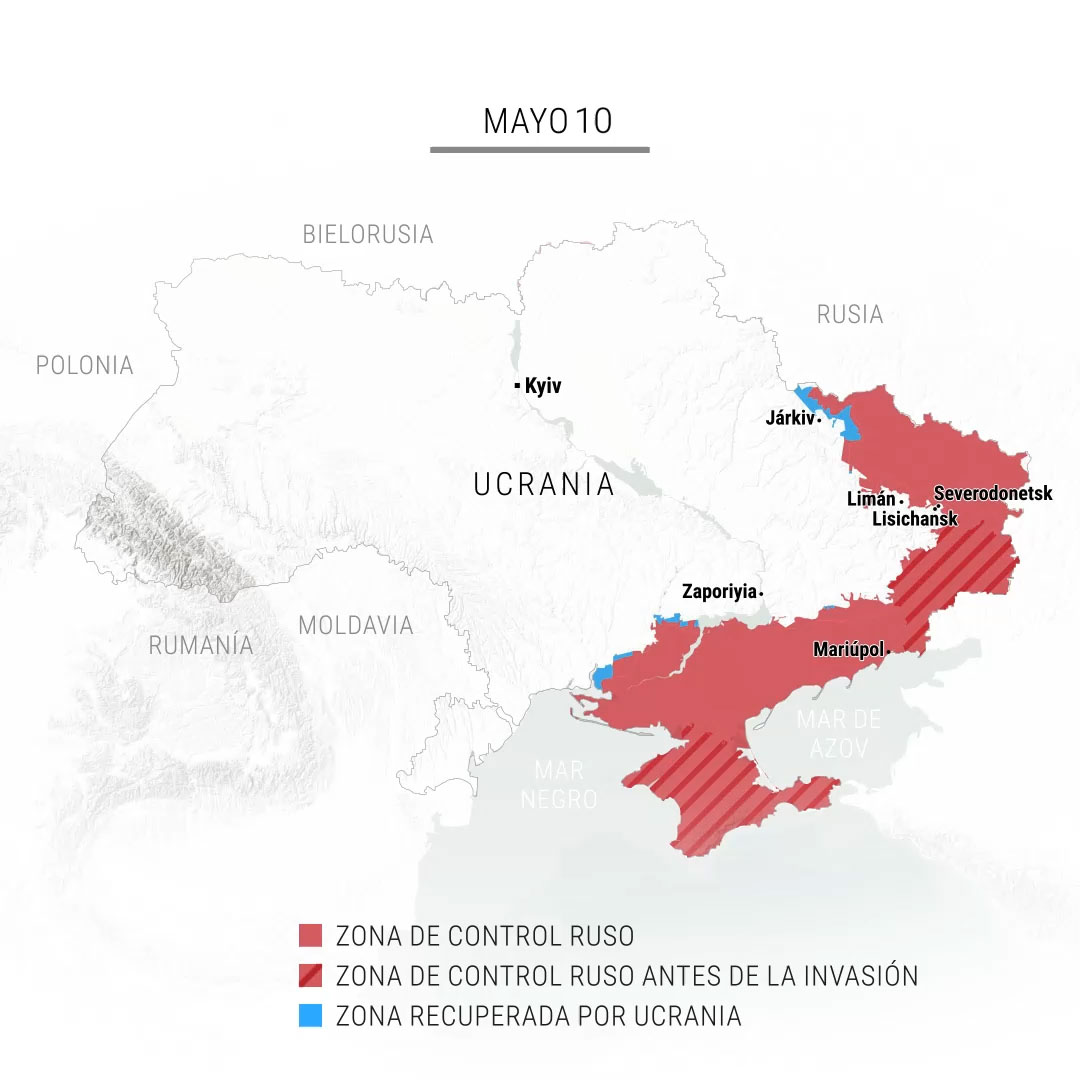 MAYO 10
BIELORUSIA
RUSIA
POLONIA
Kyiv
Járkiv
UCRANIA
Limán
Severodonetsk
Lisichansk
Zaporiyia
MOLDAVIA
RUMANÍA
Mariúpol
MAR DE
AZOV
MAR
NEGRO
ZONA DE CONTROL RUSO
ZONA DE CONTROL RUSO ANTES DE LA INVASIÓN
ZONA RECUPERADA POR UCRANIA